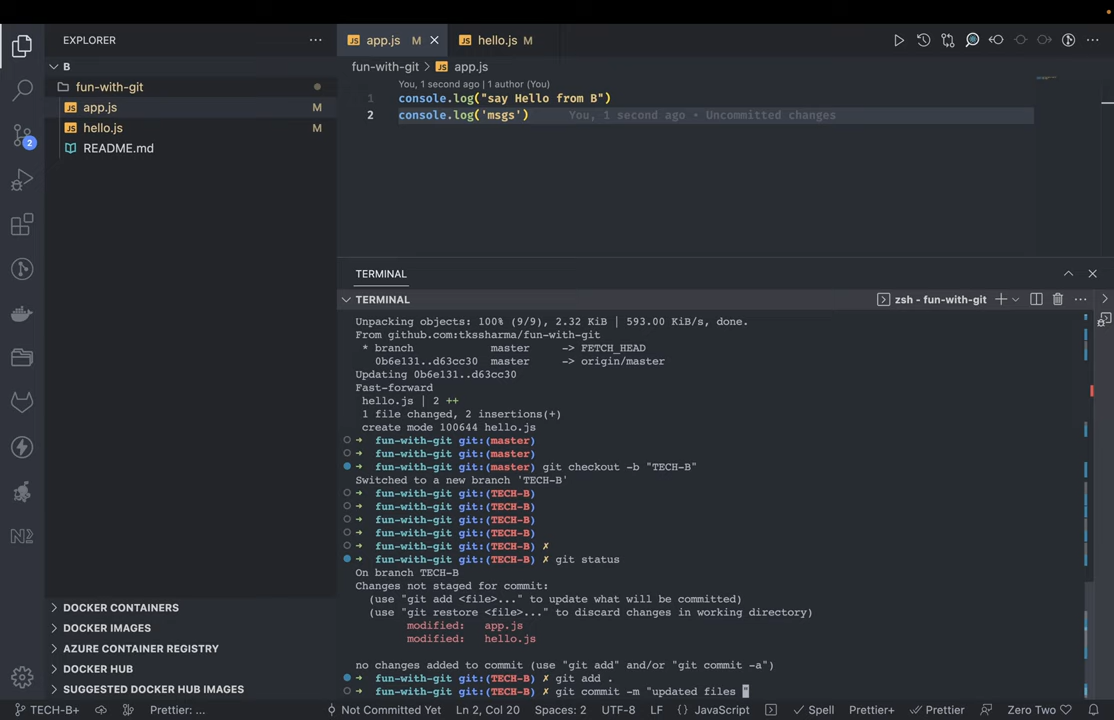 EXPLORER
B
fun-with-git
JS app.js M
JS hello.js M
README.md
DOCKER CONTAINERS
DOCKER IMAGES
AZURE CONTAINER REGISTRY
DOCKER HUB
SUGGESTED DOCKER HUB IMAGES
2
JS app.js M
JS hello.js M
fun-with-git > JS app.js
You, 1 second ago | 1 author (You)
1 console.log("say Hello from B")
2 console.log('msgs') You, 1 second ago • Uncommitted changes
TERMINAL
TERMINAL
zsh - fun-with-git
Unpacking objects: 100% (9/9), 2.32 KiB | 593.00 KiB/s, done.
From github.com:tkssharma/fun-with-git
* branch master -> FETCH_HEAD
0b6e131..d63cc30 master -> origin/master
Updating 0b6e131..d63cc30
Fast-forward
hello.js | 2 ++
1 file changed, 2 insertions(+)
create mode 100644 hello.js
➜ fun-with-git git:(master)
➜ fun-with-git git:(master)
➜ fun-with-git git:(master) git checkout -b "TECH-B"
Switched to a new branch 'TECH-B'
➜ fun-with-git git:(TECH-B)
➜ fun-with-git git:(TECH-B)
➜ fun-with-git git:(TECH-B)
➜ fun-with-git git:(TECH-B)
➜ fun-with-git git:(TECH-B) ✗
➜ fun-with-git git:(TECH-B) ✗ git status
On branch TECH-B
Changes not staged for commit:
(use "git add <file>..." to update what will be committed)
(use "git restore <file>..." to discard changes in working directory)
modified: app.js
modified: hello.js
no changes added to commit (use "git add" and/or "git commit -a")
➜ fun-with-git git:(TECH-B) ✗ git add .
➜ fun-with-git git:(TECH-B) ✗ git commit -m "updated files "
TECH-B+ Prettier: ... Not Committed Yet Ln 2, Col 20 Spaces: 2 UTF-8 LF {} JavaScript Spell Prettier+ Prettier Zero Two